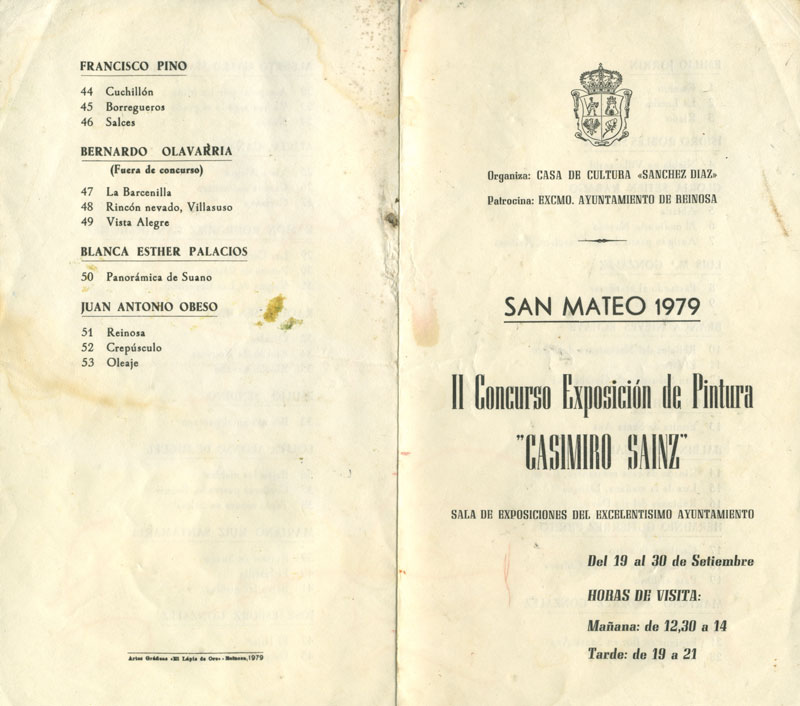 FRANCISCO PINO
44 Cuchillón
45 Borregueros
46 Salces
BERNARDO OLAVARRIA
(Fuera de concurso)
47 La Barcenilla
48 Rincón nevado, Villasuso
49 Vista Alegre
BLANCA ESTHER PALACIOS
50 Panorámica de Suano
JUAN ANTONIO OBESO
51 Reinosa
52 Crepúsculo
53 Oleaje
Artes Gráficas «El Lápiz de Oro» - Reinosa, 1979
Organiza: CASA DE CULTURA «SANCHEZ DIAZ»
Patrocina: EXCMO. AYUNTAMIENTO DE REINOSA
SAN MATEO 1979
II Concurso Exposición de Pintura
"CASIMIRO SAINZ"
SALA DE EXPOSICIONES DEL EXCELENTISIMO AYUNTAMIENTO
Del 19 al 30 de Setiembre
HORAS DE VISITA:
Mañana: de 12,30 a 14
Tarde: de 19 a 21